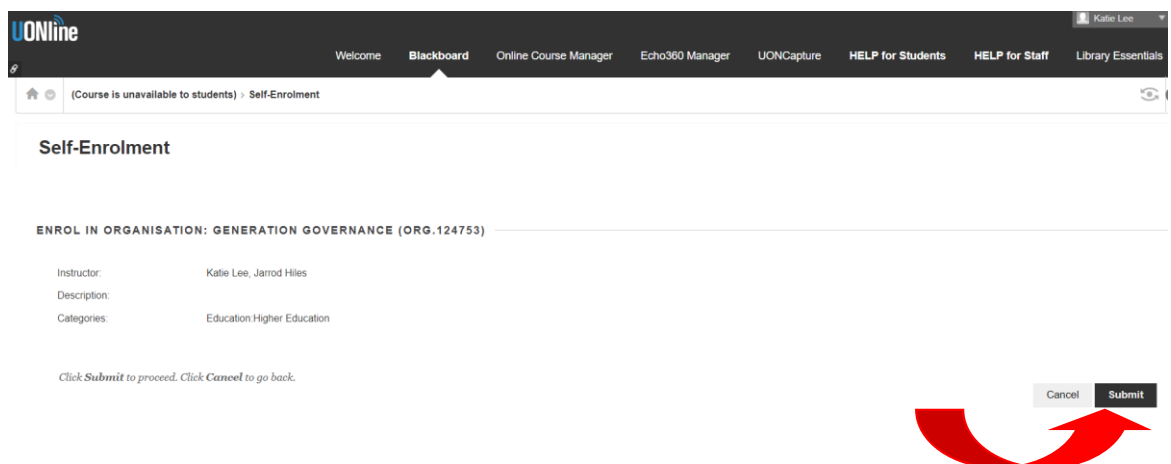 UONline
Katie Lee
Welcome Blackboard Online Course Manager Echo360 Manager UONCapture HELP for Students HELP for Staff Library Essentials
(Course is unavailable to students) > Self-Enrolment
Self-Enrolment
ENROL IN ORGANISATION: GENERATION GOVERNANCE (ORG.124753)
Instructor: Katie Lee, Jarrod Hiles
Description:
Categories: Education:Higher Education
Click Submit to proceed. Click Cancel to go back.
Cancel Submit